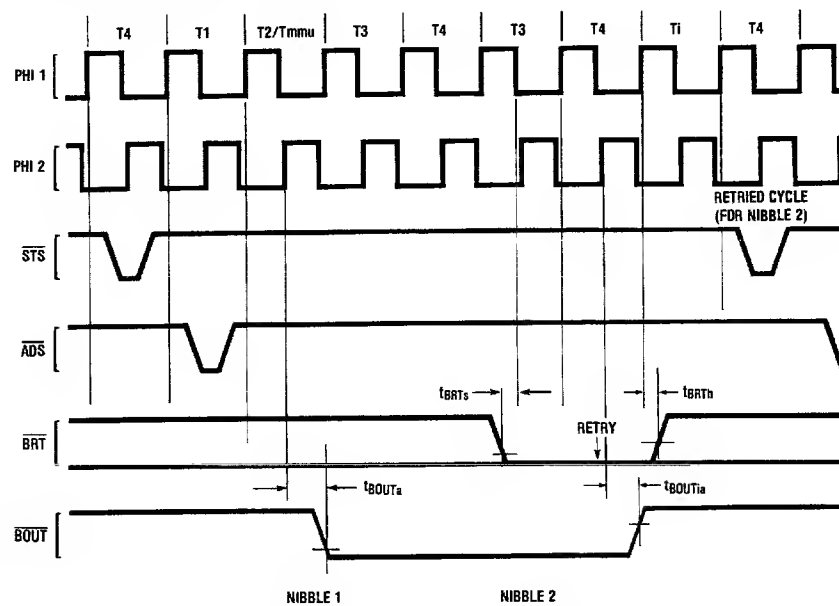 T4 T1 T2/Tmmu T3 T4 T3 T4 Ti T4
PHI 1
PHI 2
RETRIED CYCLE
(FOR NIBBLE 2)
STS
ADS
tBRTs
tBRTh
BRT
RETRY
tBOUTa
tBOUTia
BOUT
NIBBLE 1 NIBBLE 2